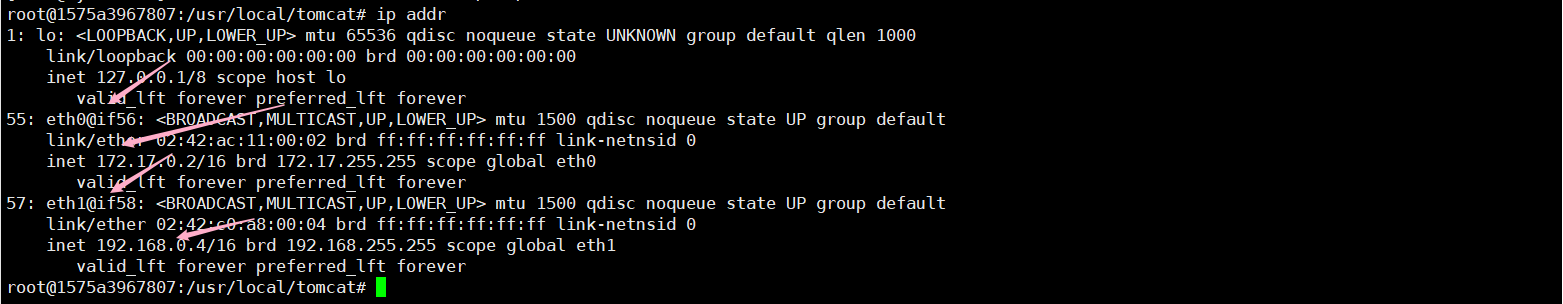 root@1575a3967807:/usr/local/tomcat# ip addr
1: lo: <LOOPBACK,UP,LOWER_UP> mtu 65536 qdisc noqueue state UNKNOWN group default qlen 1000
    link/loopback 00:00:00:00:00:00 brd 00:00:00:00:00:00
    inet 127.0.0.1/8 scope host lo
       valid_lft forever preferred_lft forever
55: eth0@if56: <BROADCAST,MULTICAST,UP,LOWER_UP> mtu 1500 qdisc noqueue state UP group default
    link/ether 02:42:ac:11:00:02 brd ff:ff:ff:ff:ff:ff link-netnsid 0
    inet 172.17.0.2/16 brd 172.17.255.255 scope global eth0
       valid_lft forever preferred_lft forever
57: eth1@if58: <BROADCAST,MULTICAST,UP,LOWER_UP> mtu 1500 qdisc noqueue state UP group default
    link/ether 02:42:c0:a8:00:04 brd ff:ff:ff:ff:ff:ff link-netnsid 0
    inet 192.168.0.4/16 brd 192.168.255.255 scope global eth1
       valid_lft forever preferred_lft forever
root@1575a3967807:/usr/local/tomcat#